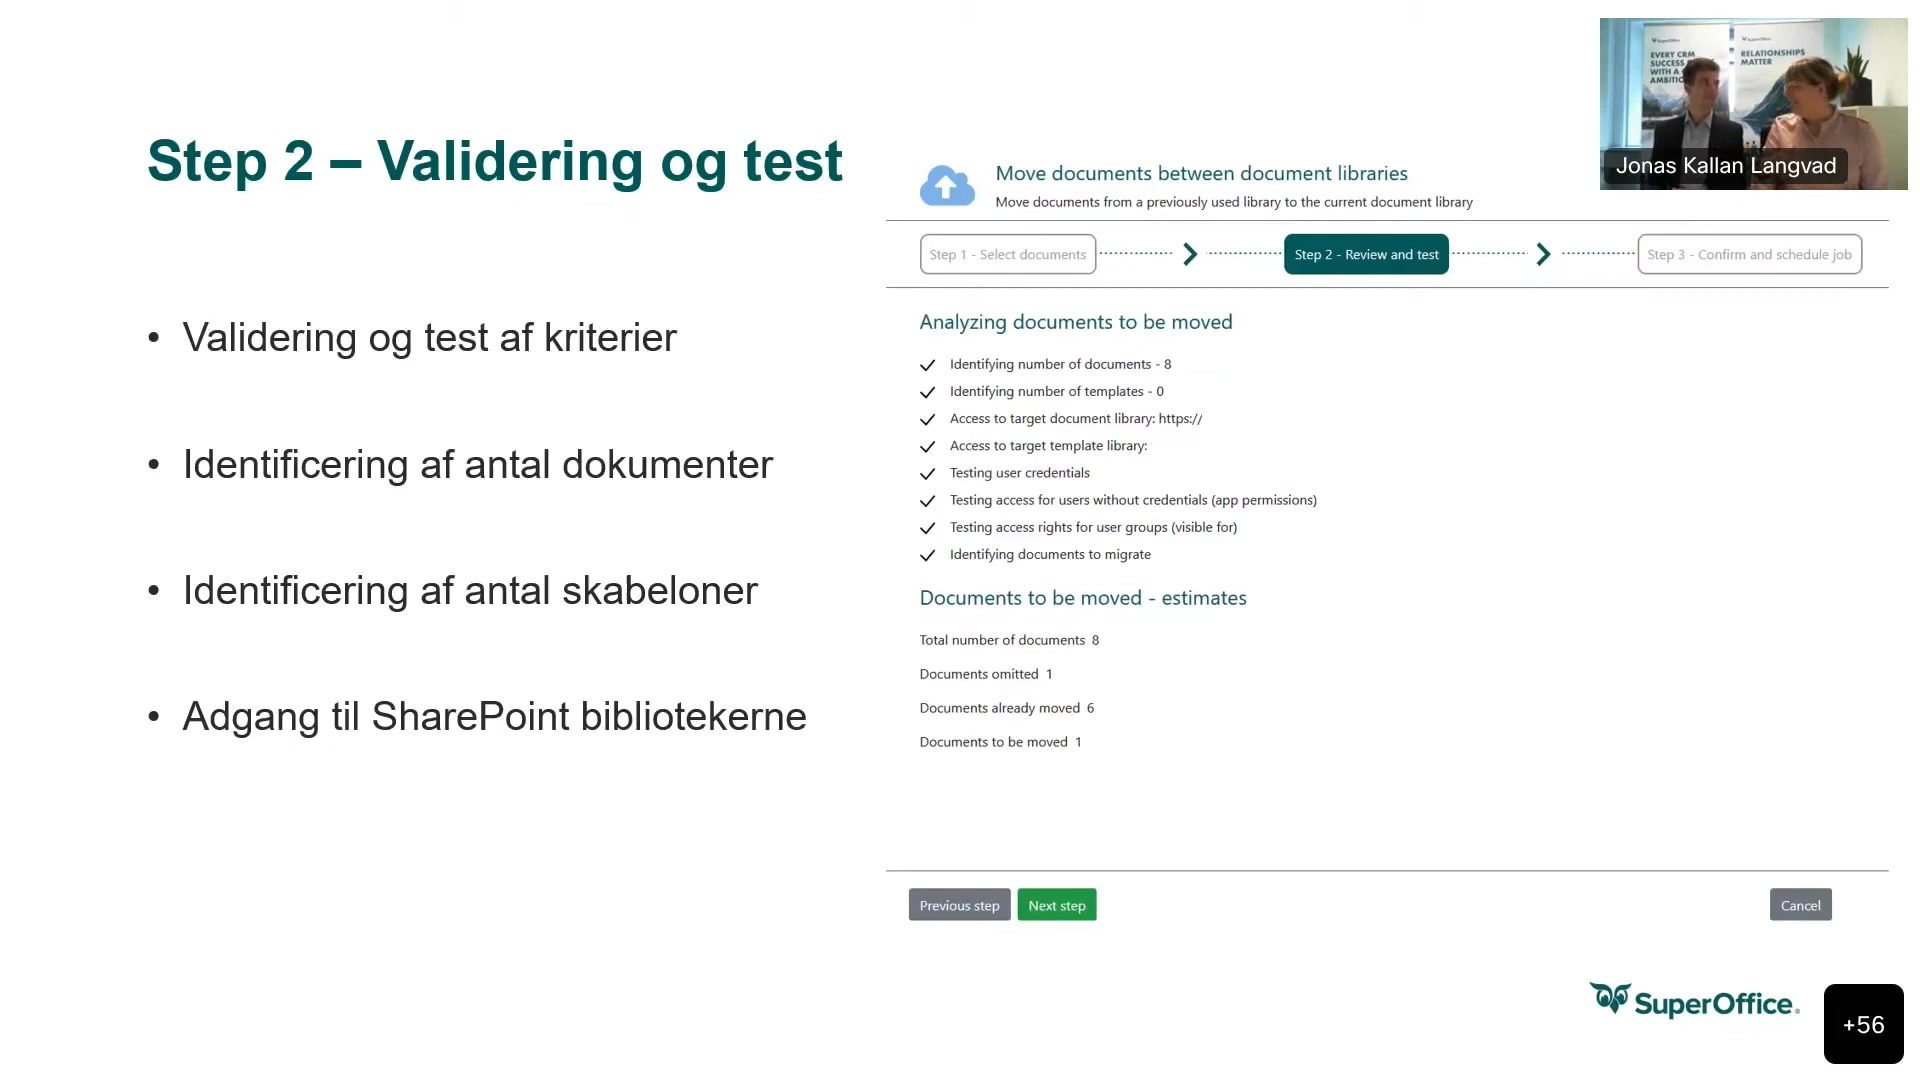 Step 2 – Validering og test
• Validering og test af kriterier
• Identificering af antal dokumenter
• Identificering af antal skabeloner
• Adgang til SharePoint bibliotekerne
Move documents between document libraries
Move documents from a previously used library to the current document library
Step 1 - Select documents
Step 2 - Review and test
Step 3 - Confirm and schedule job
Analyzing documents to be moved
Identifying number of documents - 8
Identifying number of templates - 0
Access to target document library: https://
Access to target template library:
Testing user credentials
Testing access for users without credentials (app permissions)
Testing access rights for user groups (visible for)
Identifying documents to migrate
Documents to be moved - estimates
Total number of documents 8
Documents omitted 1
Documents already moved 6
Documents to be moved 1
Previous step
Next step
Cancel
SuperOffice
EVERY CRM
SUCCESS
WITH A
SuperOffice
RELATIONSHIPS
MATTER
Jonas Kallan Langvad
SuperOffice®
+56